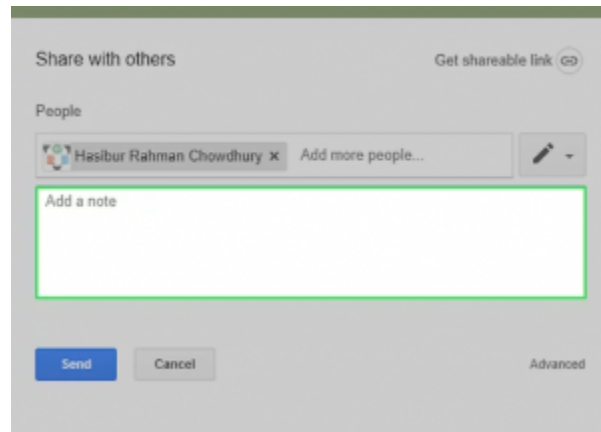 Share with others
Get shareable link
People
Hasibur Rahman Chowdhury × Add more people...
Add a note
Send Cancel
Advanced